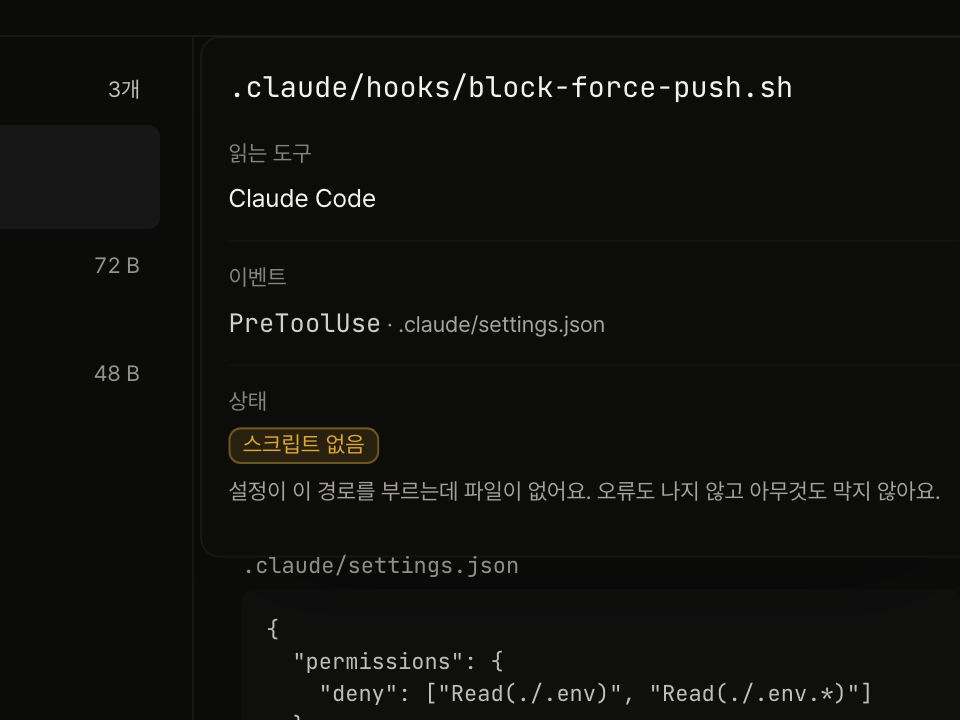 3개
72 B
48 B
.claude/hooks/block-force-push.sh
읽는 도구
Claude Code
이벤트
PreToolUse · .claude/settings.json
상태
스크립트 없음
설정이 이 경로를 부르는데 파일이 없어요. 오류도 나지 않고 아무것도 막지 않아요.
.claude/settings.json
{
"permissions": {
"deny": ["Read(./.env)", "Read(./.env.*)"]
}